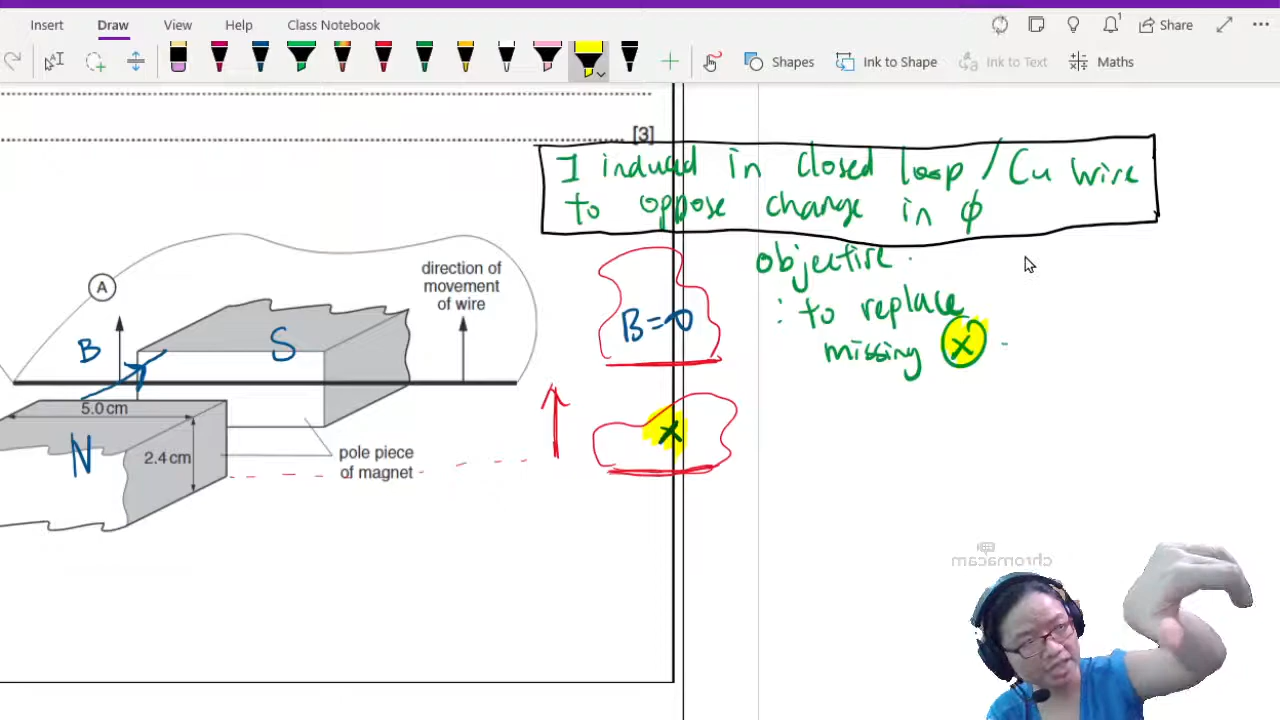 Insert Draw View Help Class Notebook Share
Shapes Ink to Shape Ink to Text Maths
[3]
I induced in closed loop / Cu wire
to oppose change in ϕ
objective.
: to replace
missing X
direction of
movement
of wire
A
B
S
B=0
5.0 cm
N
2.4 cm
X
pole piece
of magnet
chromacam